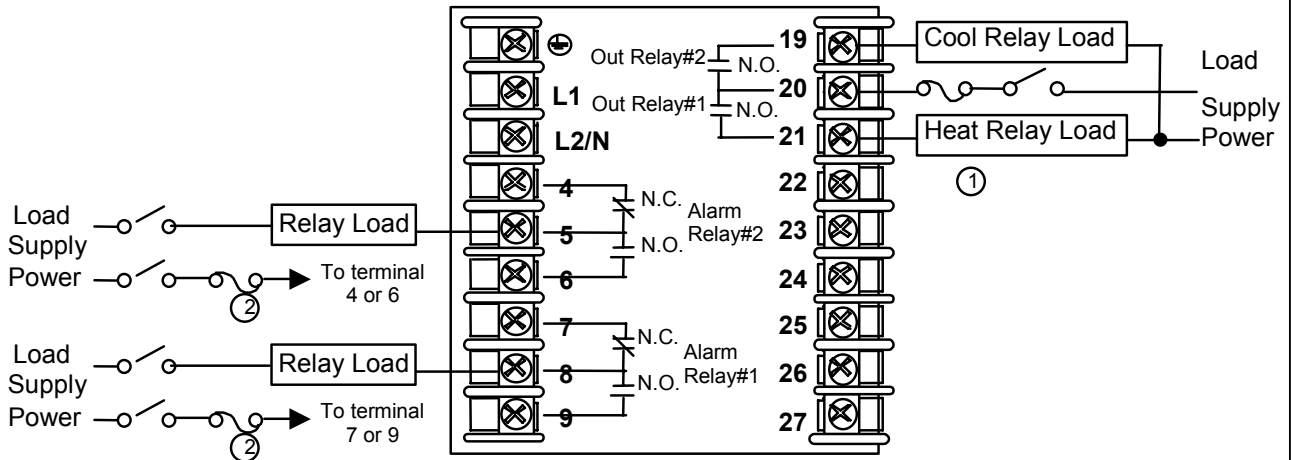 Out Relay#2
N.O.
Out Relay#1
N.O.
19
20
21
22
23
24
25
26
27
L1
L2/N
4
5
6
7
8
9
N.C.
N.O.
Alarm
Relay#2
N.C.
N.O.
Alarm
Relay#1
Cool Relay Load
Heat Relay Load
1
Load
Supply
Power
Load
Supply
Power
Relay Load
2
To terminal
4 or 6
Load
Supply
Power
Relay Load
2
To terminal
7 or 9